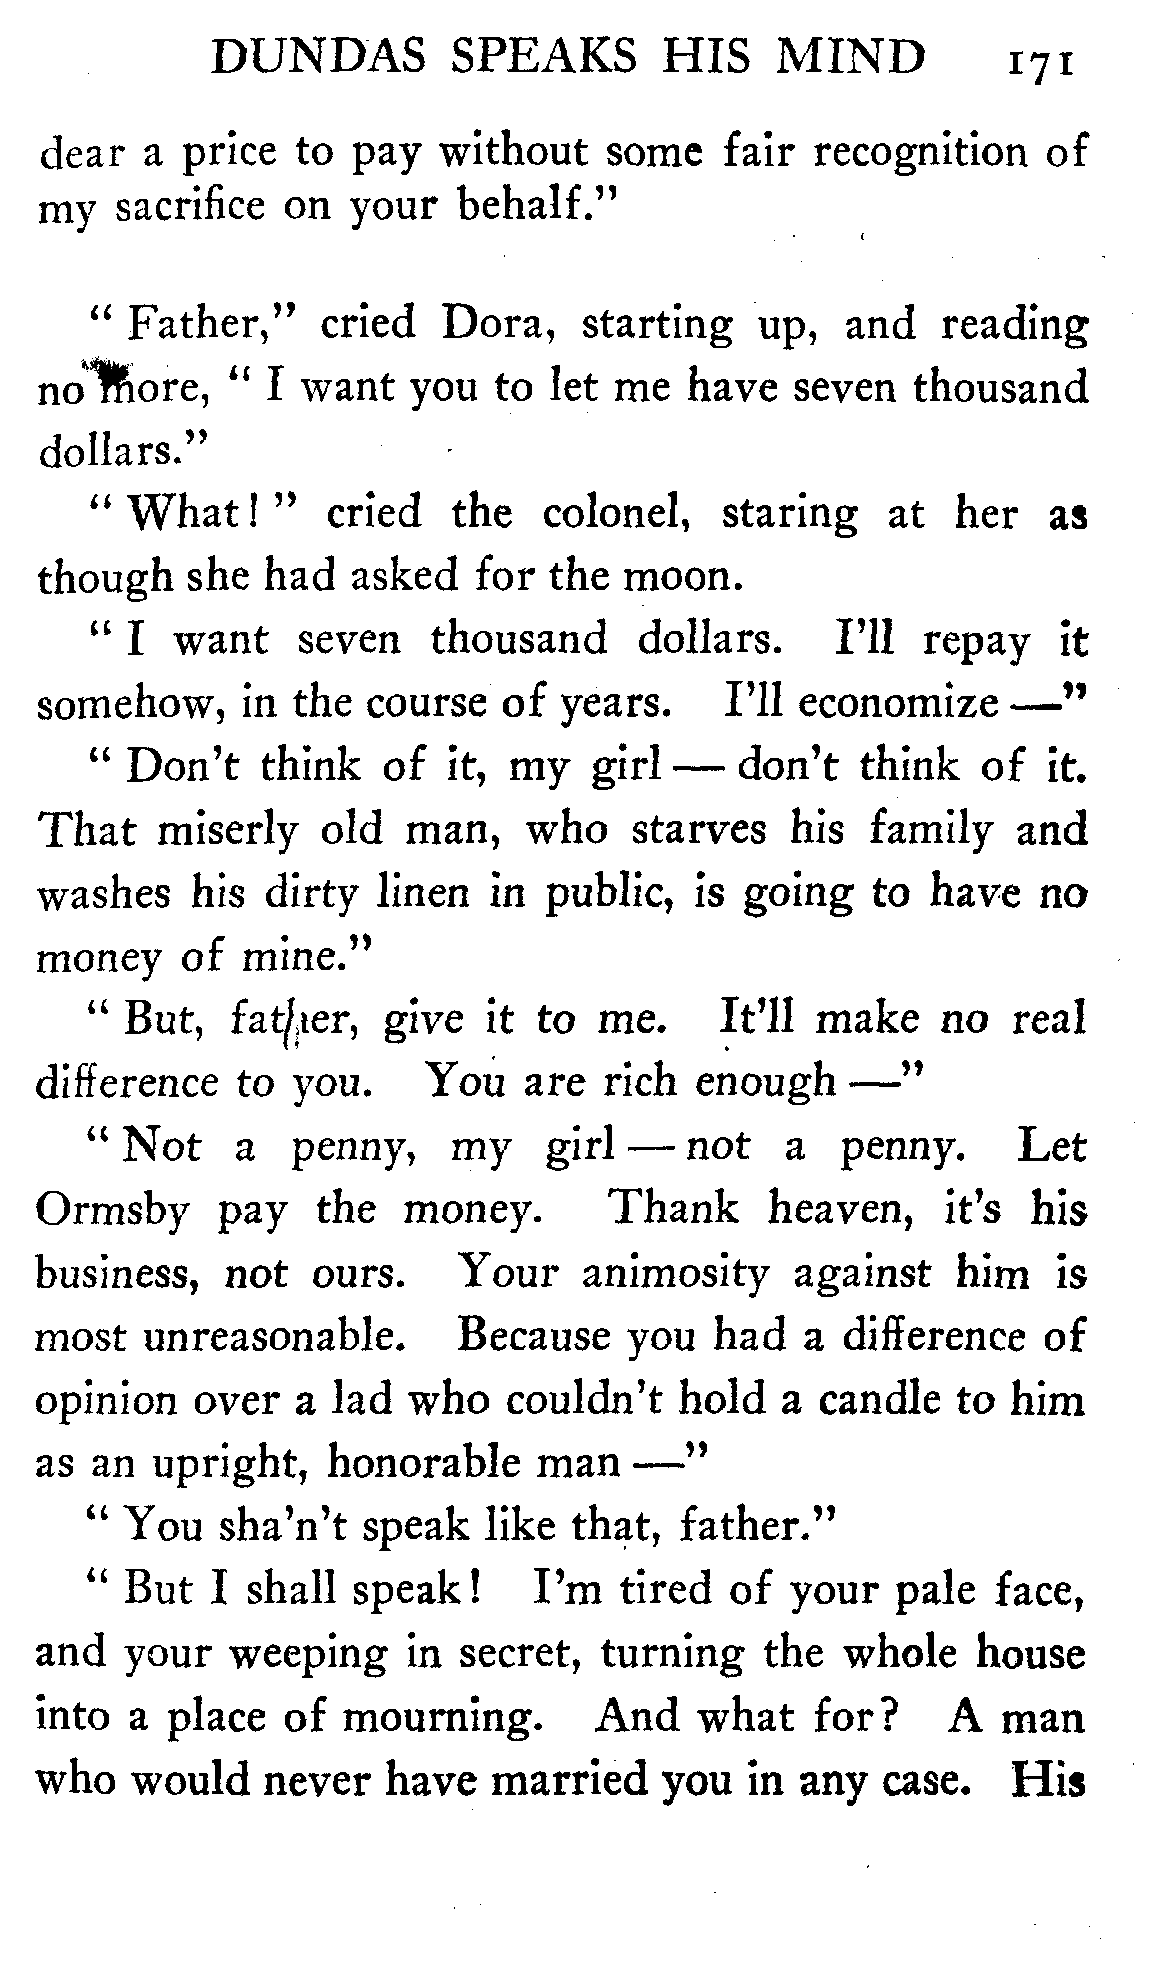 DUNDAS SPEAKS HIS MIND 171
dear a price to pay without some fair recognition of
my sacrifice on your behalf."
" Father," cried Dora, starting up, and reading
no more, " I want you to let me have seven thousand
dollars."
" What! " cried the colonel, staring at her as
though she had asked for the moon.
" I want seven thousand dollars. I'll repay it
somehow, in the course of years. I'll economize —"
" Don't think of it, my girl — don't think of it.
That miserly old man, who starves his family and
washes his dirty linen in public, is going to have no
money of mine."
" But, father, give it to me. It'll make no real
difference to you. You are rich enough —"
" Not a penny, my girl — not a penny. Let
Ormsby pay the money. Thank heaven, it's his
business, not ours. Your animosity against him is
most unreasonable. Because you had a difference of
opinion over a lad who couldn't hold a candle to him
as an upright, honorable man —"
" You sha'n't speak like that, father."
" But I shall speak! I'm tired of your pale face,
and your weeping in secret, turning the whole house
into a place of mourning. And what for? A man
who would never have married you in any case. His